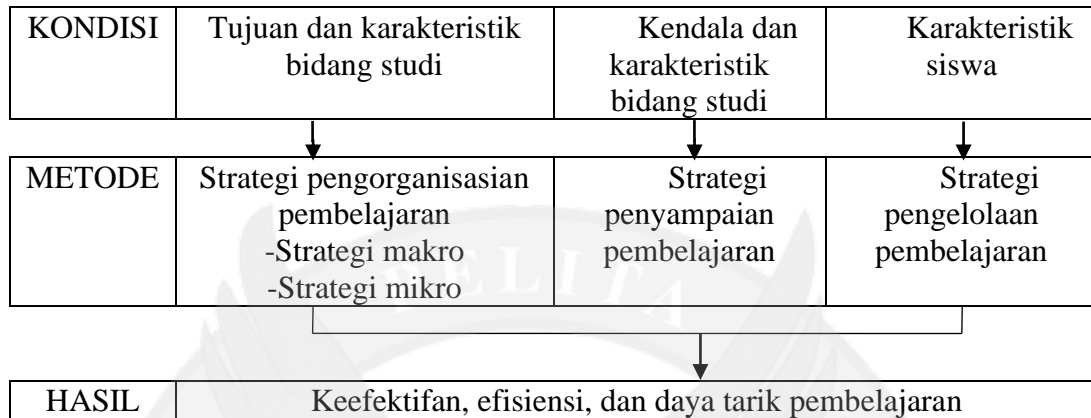 KONDISI
Tujuan dan karakteristik
bidang studi
Kendala dan
karakteristik
bidang studi
Karakteristik
siswa
METODE
Strategi pengorganisasian
pembelajaran
-Strategi makro
-Strategi mikro
Strategi
penyampaian
pembelajaran
Strategi
pengelolaan
pembelajaran
PELITA
HASIL
Keefektifan, efisiensi, dan daya tarik pembelajaran